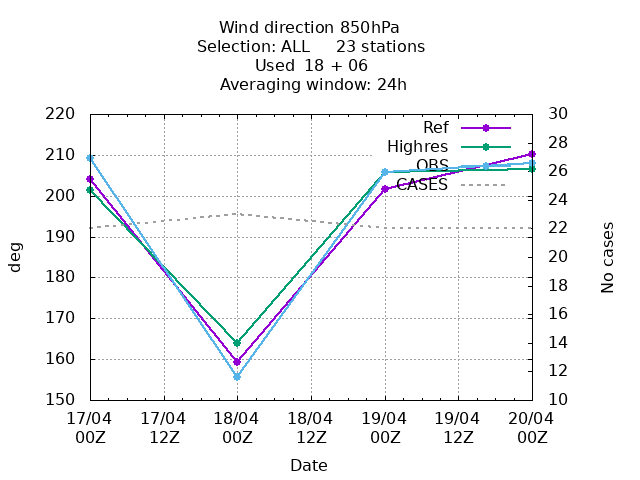 Wind direction 850hPa
Selection: ALL 23 stations
Used 18 + 06
Averaging window: 24h
220
210
200
190
180
170
160
150
deg
30
28
26
24
22
20
18
16
14
12
10
No cases
Ref
Highres
OBS
CASES
17/04 00Z
17/04 12Z
18/04 00Z
18/04 12Z
19/04 00Z
19/04 12Z
20/04 00Z
Date